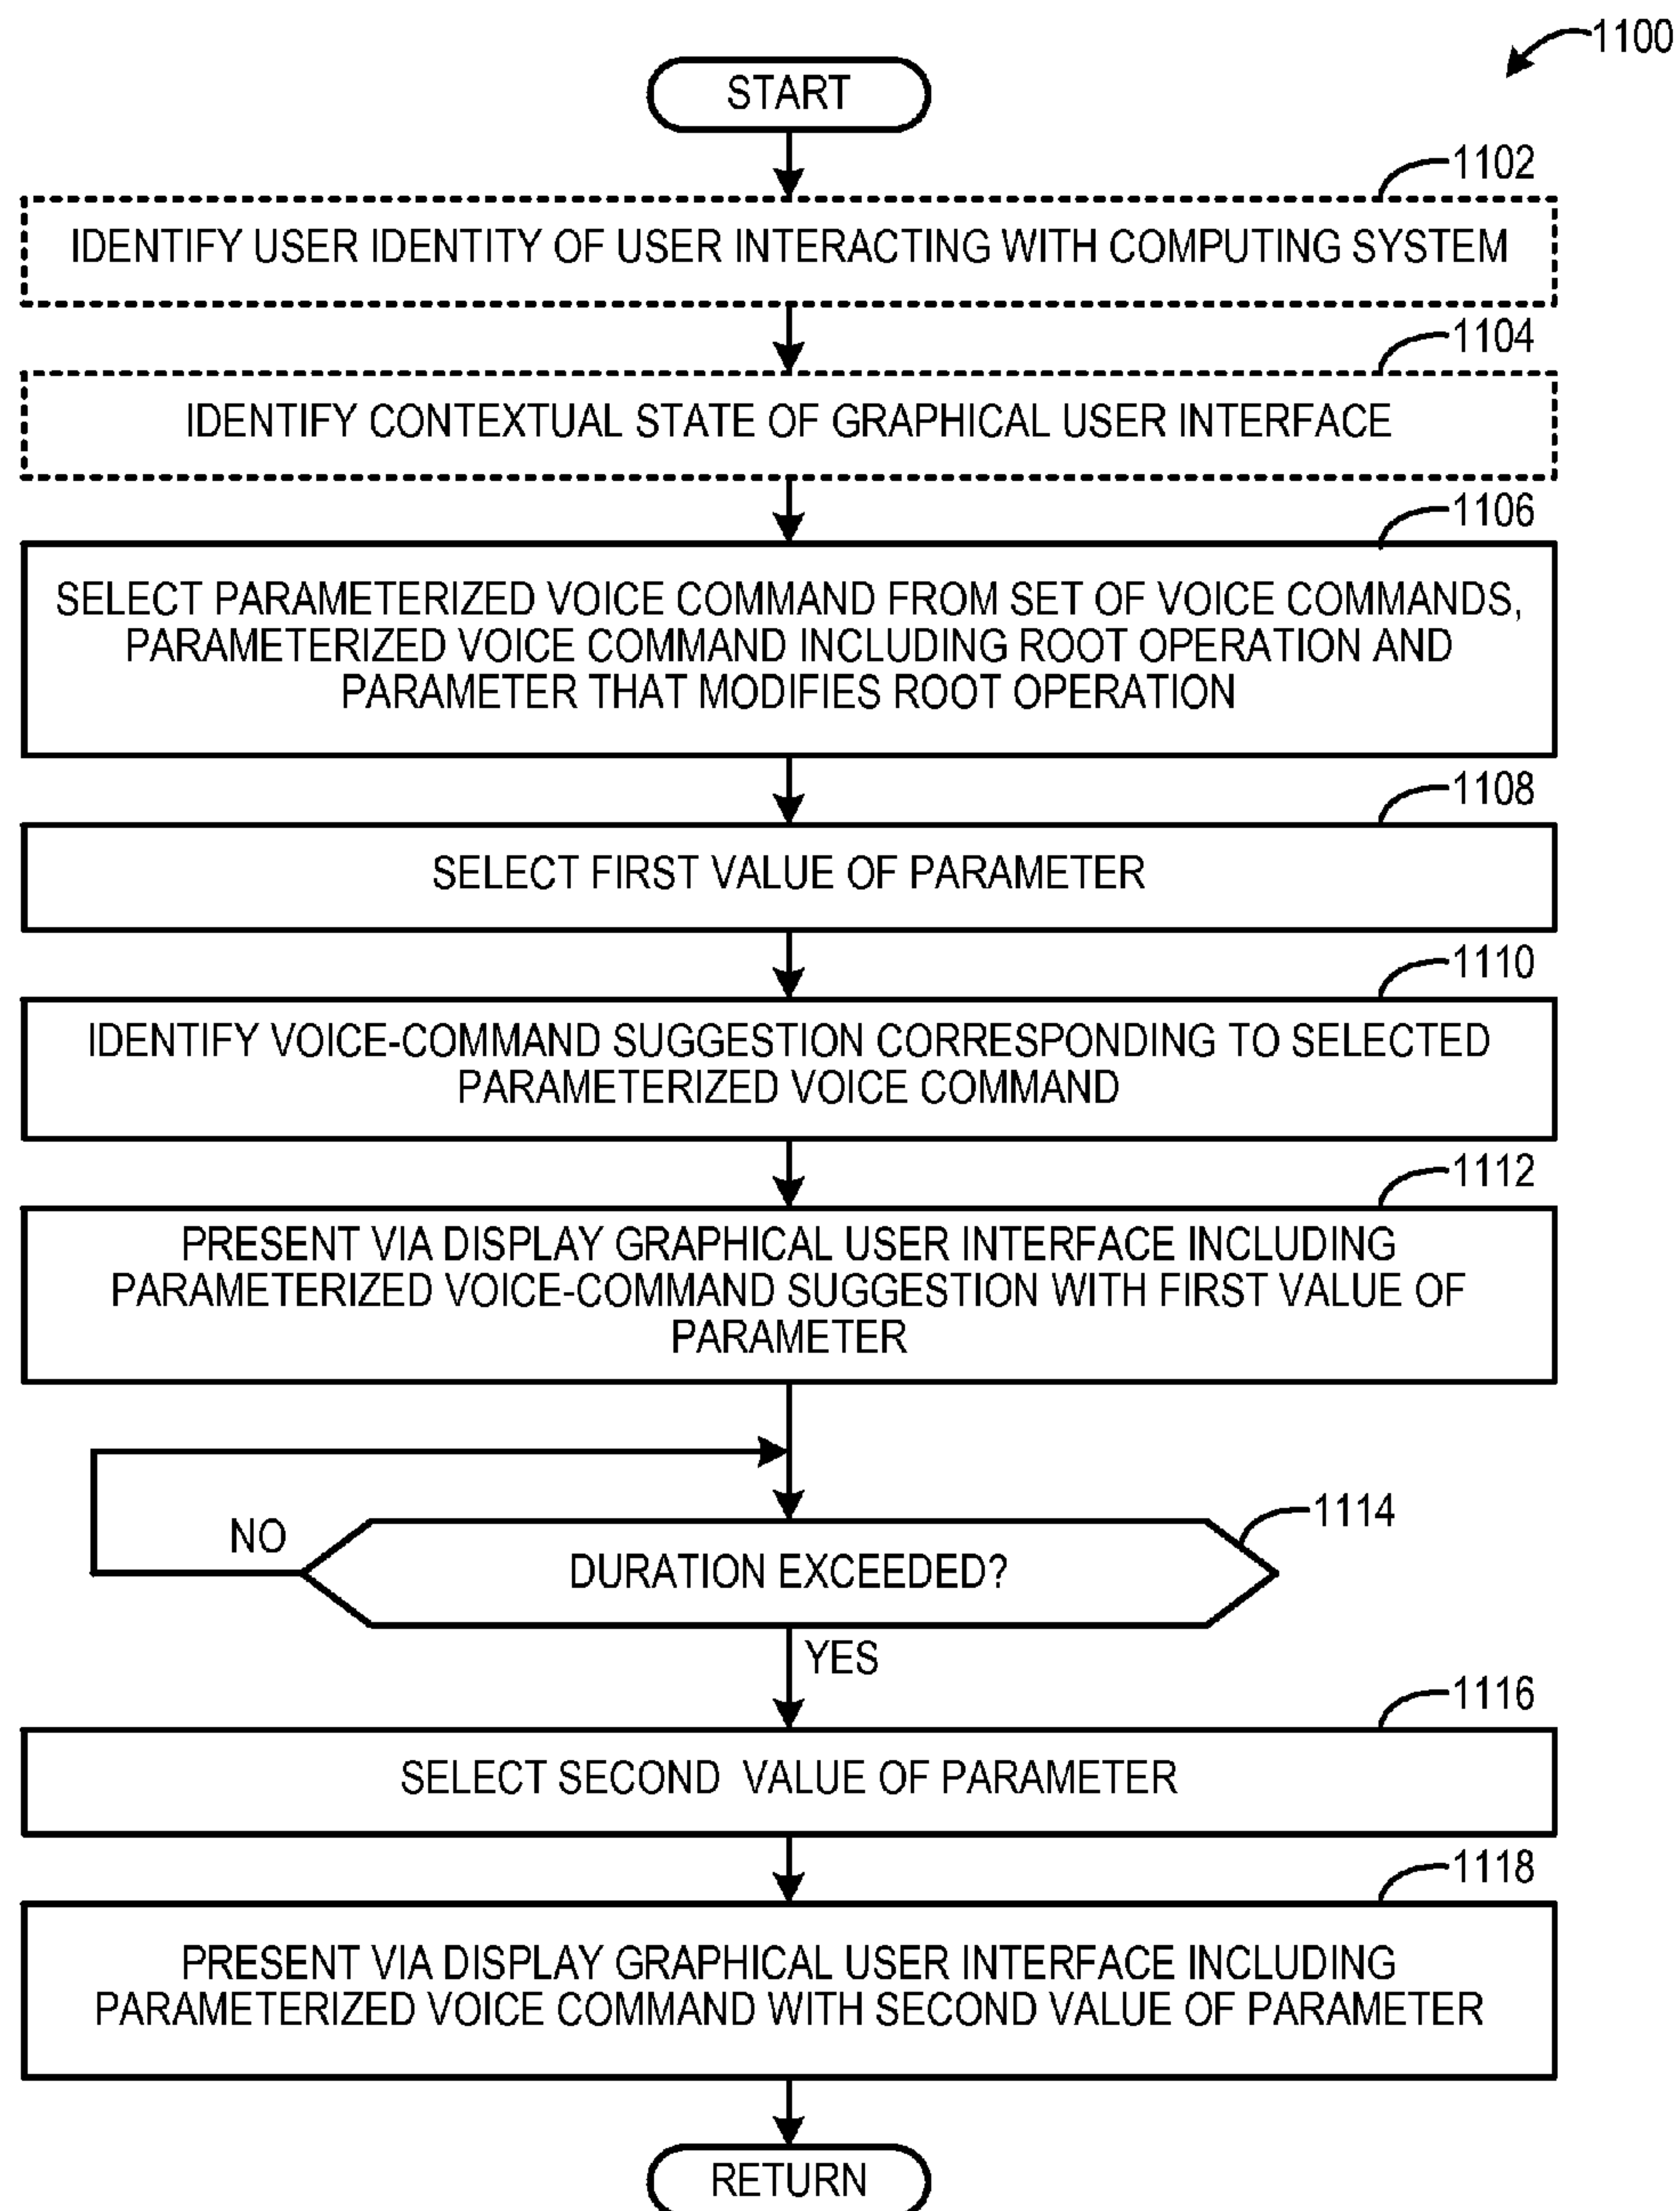 1100
START
1102
IDENTIFY USER IDENTITY OF USER INTERACTING WITH COMPUTING SYSTEM
1104
IDENTIFY CONTEXTUAL STATE OF GRAPHICAL USER INTERFACE
1106
SELECT PARAMETERIZED VOICE COMMAND FROM SET OF VOICE COMMANDS,
PARAMETERIZED VOICE COMMAND INCLUDING ROOT OPERATION AND
PARAMETER THAT MODIFIES ROOT OPERATION
1108
SELECT FIRST VALUE OF PARAMETER
1110
IDENTIFY VOICE-COMMAND SUGGESTION CORRESPONDING TO SELECTED
PARAMETERIZED VOICE COMMAND
1112
PRESENT VIA DISPLAY GRAPHICAL USER INTERFACE INCLUDING
PARAMETERIZED VOICE-COMMAND SUGGESTION WITH FIRST VALUE OF
PARAMETER
1114
NO
DURATION EXCEEDED?
YES
1116
SELECT SECOND VALUE OF PARAMETER
1118
PRESENT VIA DISPLAY GRAPHICAL USER INTERFACE INCLUDING
PARAMETERIZED VOICE COMMAND WITH SECOND VALUE OF PARAMETER
RETURN